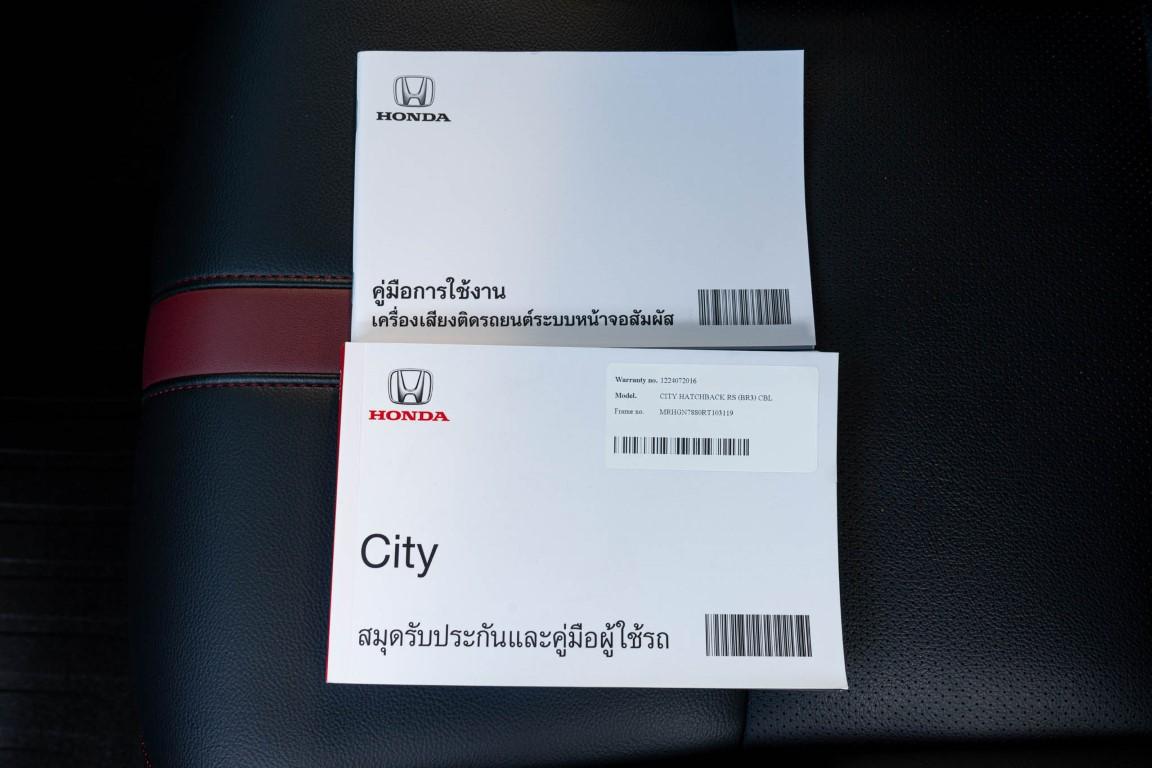 HONDA
คู่มือการใช้งาน
เครื่องเสียงติดรถยนต์ระบบหน้าจอสัมผัส
HONDA
Warranty no. 1224072016
Model. CITY HATCHBACK RS (BR3) CBL
Frame no. MRHGN7880RT103119
City
สมุดรับประกันและคู่มือผู้ใช้รถ